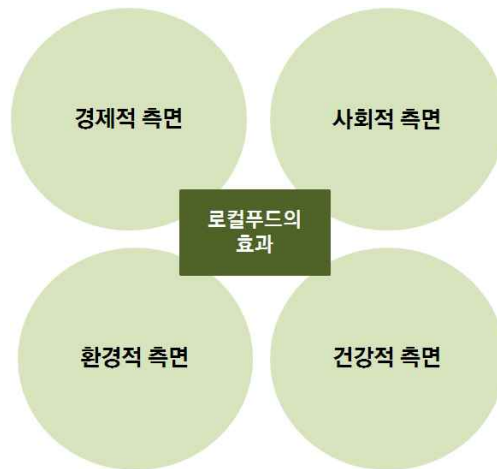 경제적 측면
사회적 측면
로컬푸드의
효과
환경적 측면
건강적 측면